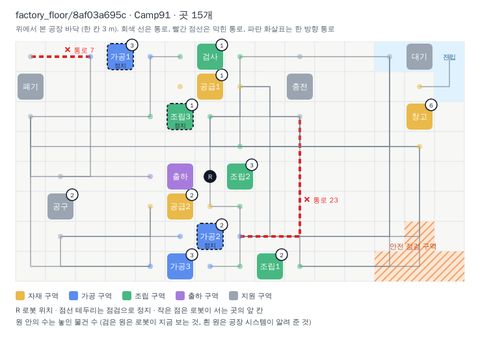 factory_floor/8af03a695c · Camp91 · 곳 15개
위에서 본 공장 바닥 (한 칸 3 m). 회색 선은 통로, 빨간 점선은 막힌 통로, 파란 화살표는 한 방향 통로
× 통로 7
가공1 3
정지
검사 1
대기
진입
폐기
공급1 1
충전
조립3 1
정지
창고 6
출하
R
조립2 3
공구 2
공급2 2
× 통로 23
가공2 2
정지
안전 점검 구역
가공3 3
조립1 2
자재 구역
가공 구역
조립 구역
출하 구역
지원 구역
R 로봇 위치 · 점선 테두리는 점검으로 정지 · 작은 점은 로봇이 서는 곳의 앞 칸
원 안의 수는 놓인 물건 수 (검은 원은 로봇이 지금 보는 것, 흰 원은 공장 시스템이 알려 준 것)